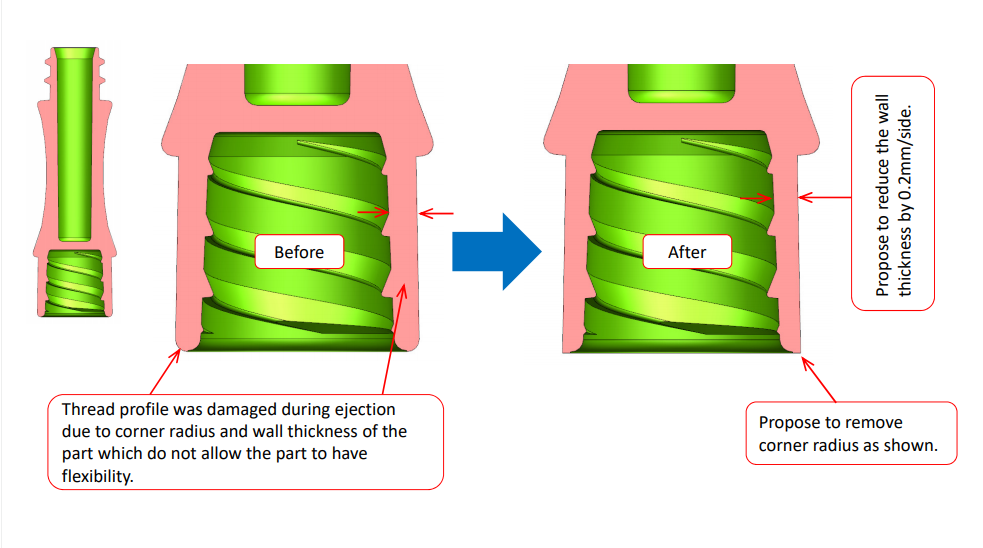 Before
After
Propose to reduce the wall
thickness by 0.2mm/side.
Thread profile was damaged during ejection
due to corner radius and wall thickness of the
part which do not allow the part to have
flexibility.
Propose to remove
corner radius as shown.